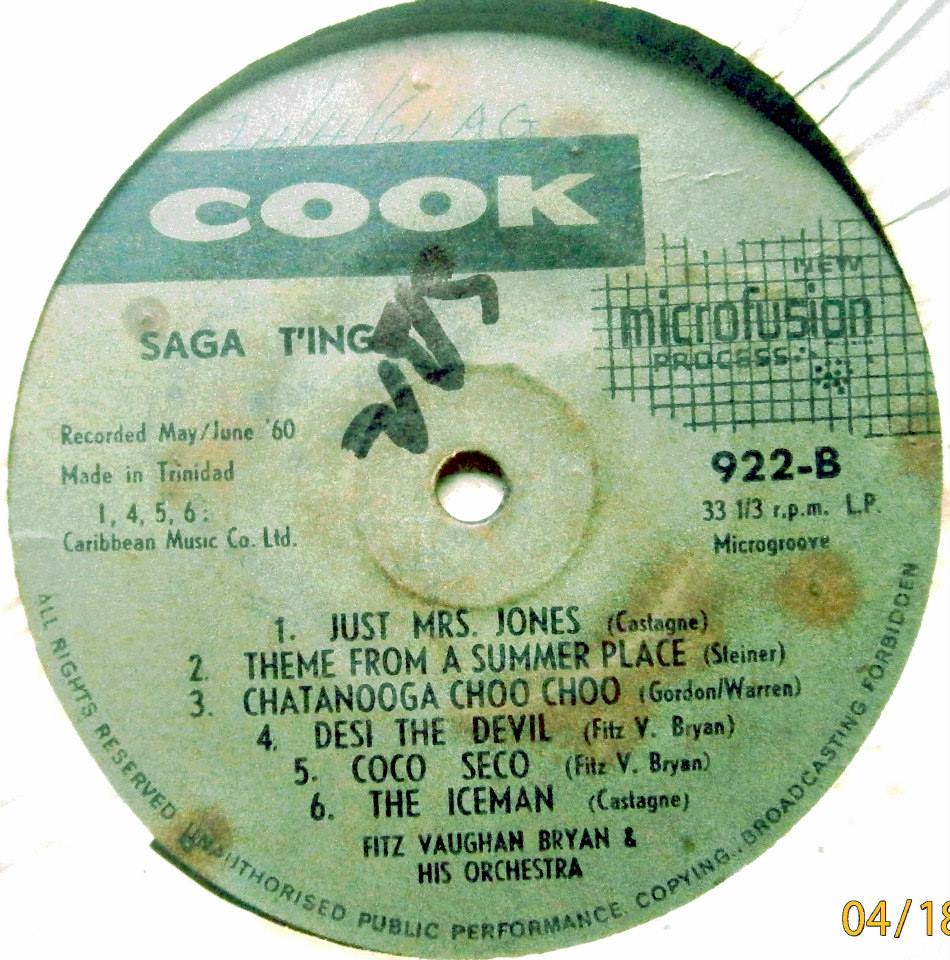 AG
COOK
SAGA T'ING
NEW
microfusion
PROCESS
Recorded May/June '60
Made in Trinidad
1, 4, 5, 6:
Caribbean Music Co. Ltd.
922-B
33 1/3 r.p.m. L.P.
Microgroove
1. JUST MRS. JONES (Castagne)
2. THEME FROM A SUMMER PLACE (Steiner)
3. CHATANOOGA CHOO CHOO (Gordon/Warren)
4. DESI THE DEVIL (Fitz V. Bryan)
5. COCO SECO (Fitz V. Bryan)
6. THE ICEMAN (Castagne)
FITZ VAUGHAN BRYAN &
HIS ORCHESTRA
ALL RIGHTS RESERVED UNAUTHORISED PUBLIC PERFORMANCE. COPYING.. BROADCASTING FORBIDDEN
04/18